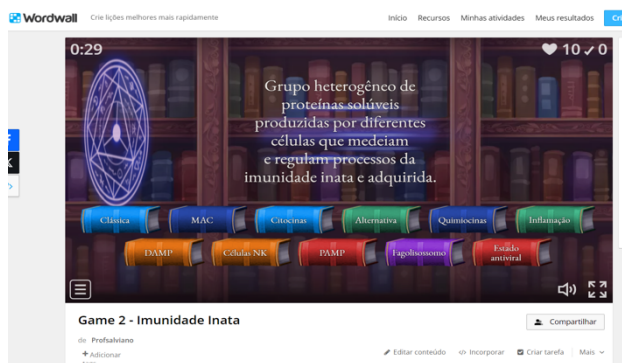 Wordwall Crie lições melhores mais rapidamente Início Recursos Minhas atividades Meus resultados
0:29 10 0
Grupo heterogêneo de
proteínas solúveis
produzidas por diferentes
células que medeiam
e regulam processos da
imunidade inata e adquirida.
Clássica MAC Citocinas Alternativa Quimiocinas Inflamação
DAMP Células NK PAMP Fagolisossomo Estado
antiviral
Game 2 - Imunidade Inata Compartilhar
de Profsalviano
Adicionar Editar conteúdo Incorporar Criar tarefa Mais